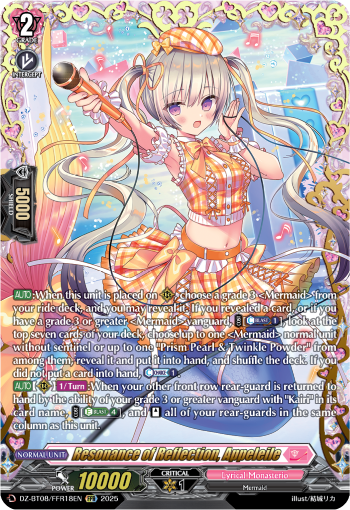 2
GRADE
INTERCEPT
5000
SHIELD
AUTO:When this unit is placed on , choose a grade 3 <Mermaid> from
your ride deck, and you may reveal it. If you revealed a card, or if you
have a grade 3 or greater <Mermaid> vanguard, BLAST 1, look at the
top seven cards of your deck, choose up to one <Mermaid> normal unit
without sentinel or up to one "Prism Pearl & Twinkle Powder" from
among them, reveal it and put it into hand, and shuffle the deck. If you
did not put a card into hand, 1.
AUTO 1/Turn:When your other front row rear-guard is returned
to hand by the ability of your grade 3 or greater vanguard with "Kairi" in its
card name, BLAST 4, and all of your rear-guards in the same
column as this unit.
NORMAL UNIT
Resonance of Reflection, Appeleile
POWER
10000
CRITICAL
1
Lyrical Monasterio
Mermaid
DZ-BT08/FFR18EN FFR 2025
illust/結城リカ